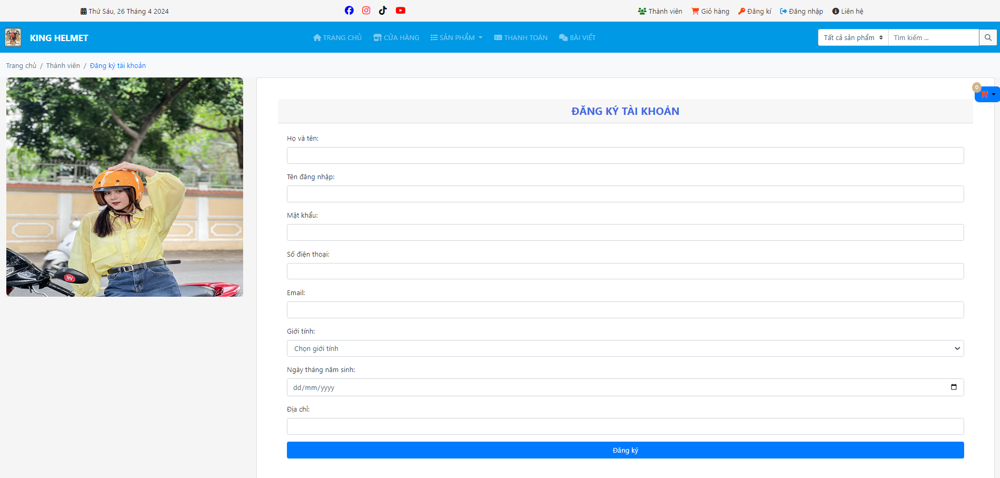 Thứ Sáu, 26 Tháng 4 2024
Thành viên Giỏ hàng Đăng kí Đăng nhập Liên hệ
KING HELMET
TRANG CHỦ CỬA HÀNG SẢN PHẨM THANH TOÁN BÀI VIẾT
Tất cả sản phẩm Tìm kiếm ...
Trang chủ / Thành viên / Đăng ký tài khoản
0
ĐĂNG KÝ TÀI KHOẢN
Họ và tên:
Tên đăng nhập:
Mật khẩu:
Số điện thoại:
Email:
Giới tính:
Chọn giới tính
Ngày tháng năm sinh:
dd/mm/yyyy
Địa chỉ:
Đăng ký
NV